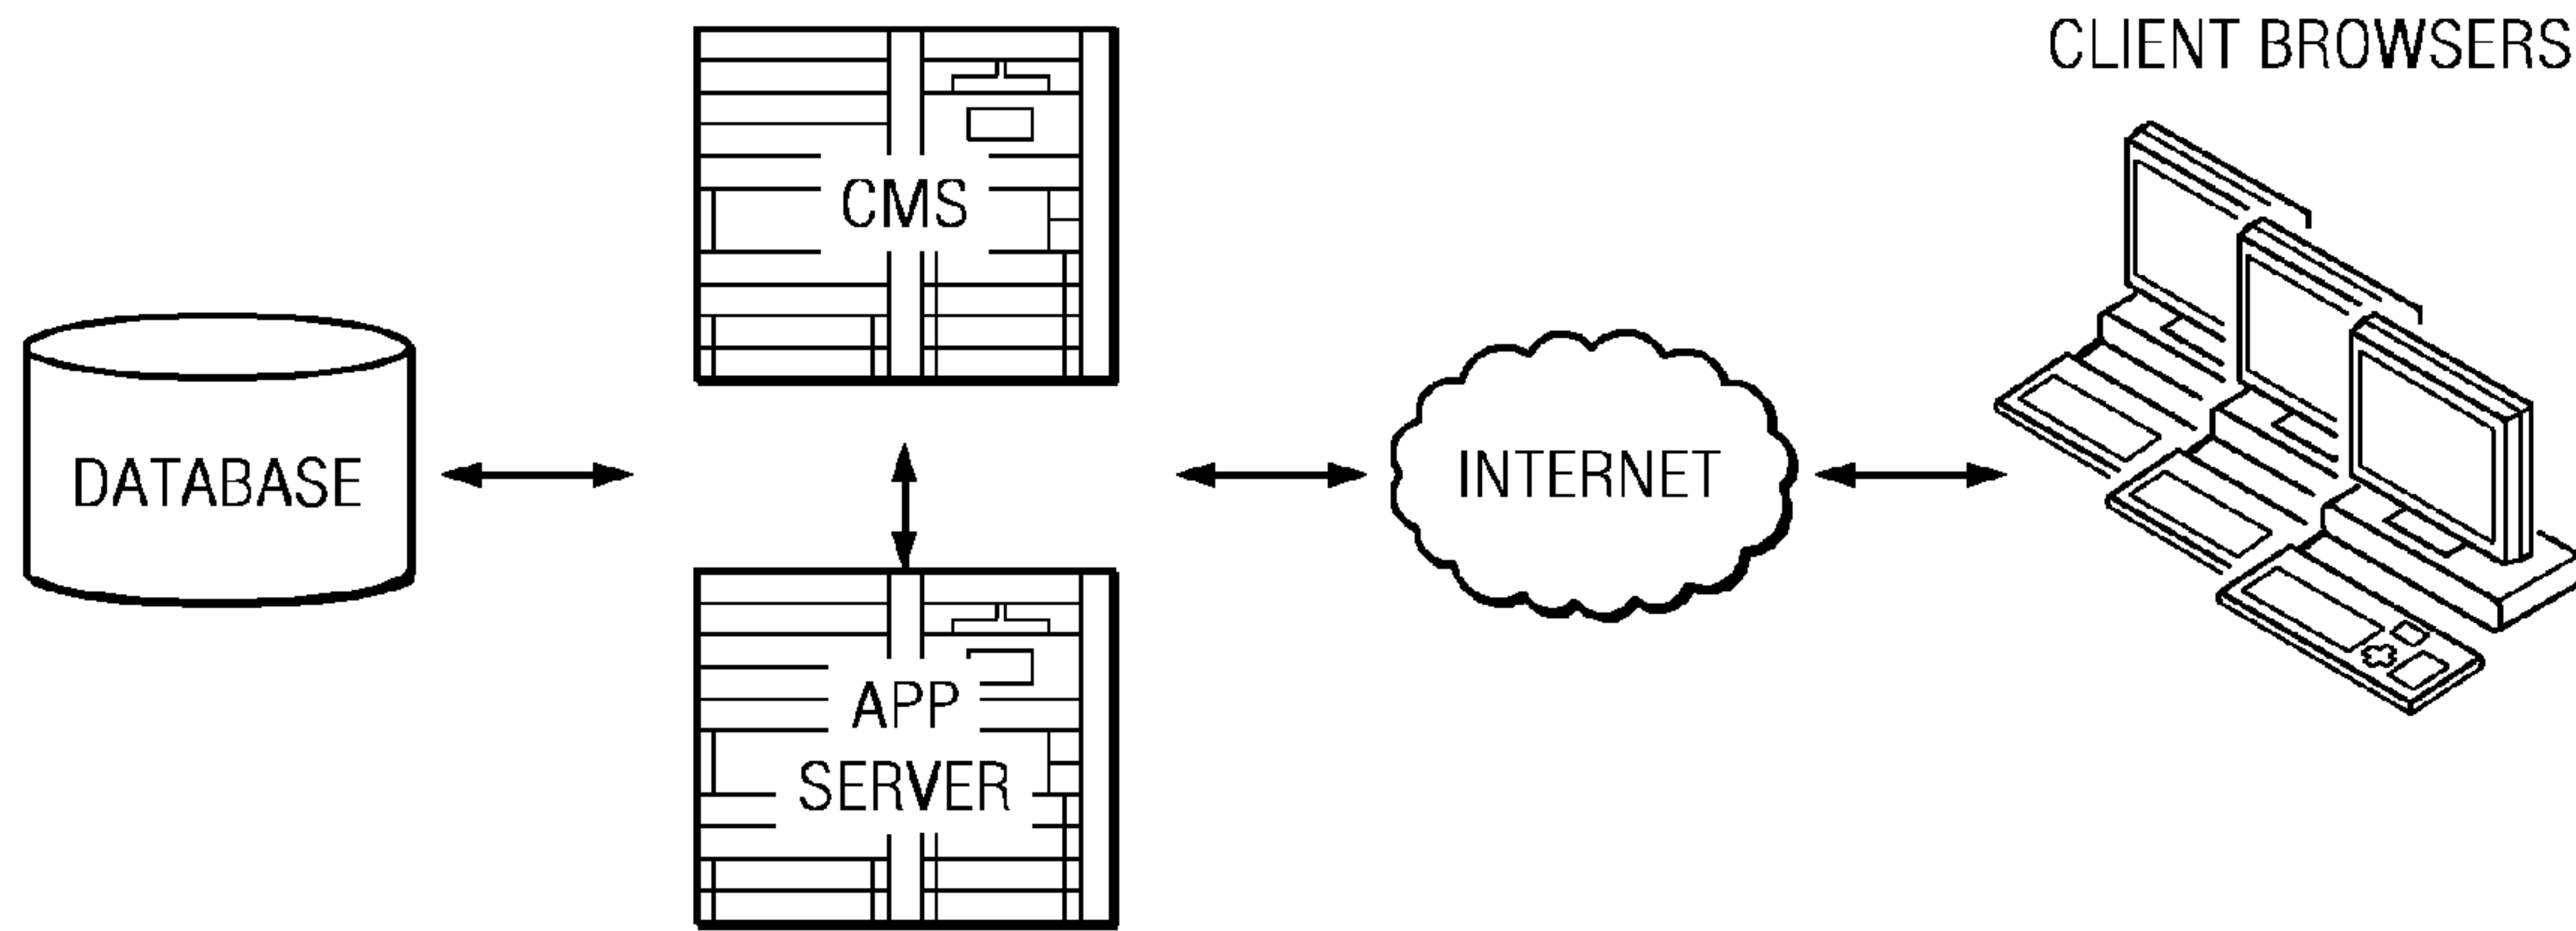 CLIENT BROWSERS
CMS
DATABASE
INTERNET
APP
SERVER